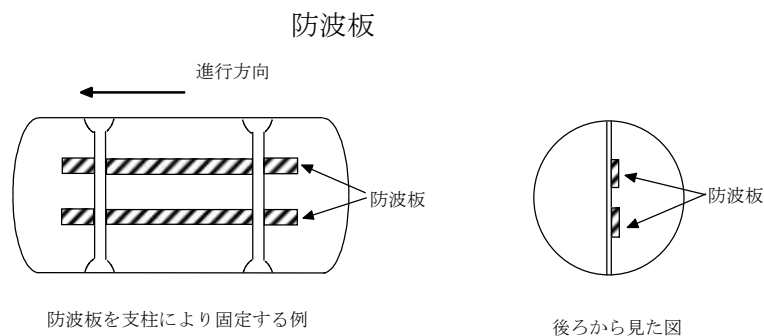 防波板
進行方向
防波板
防波板
防波板を支柱により固定する例
後ろから見た図